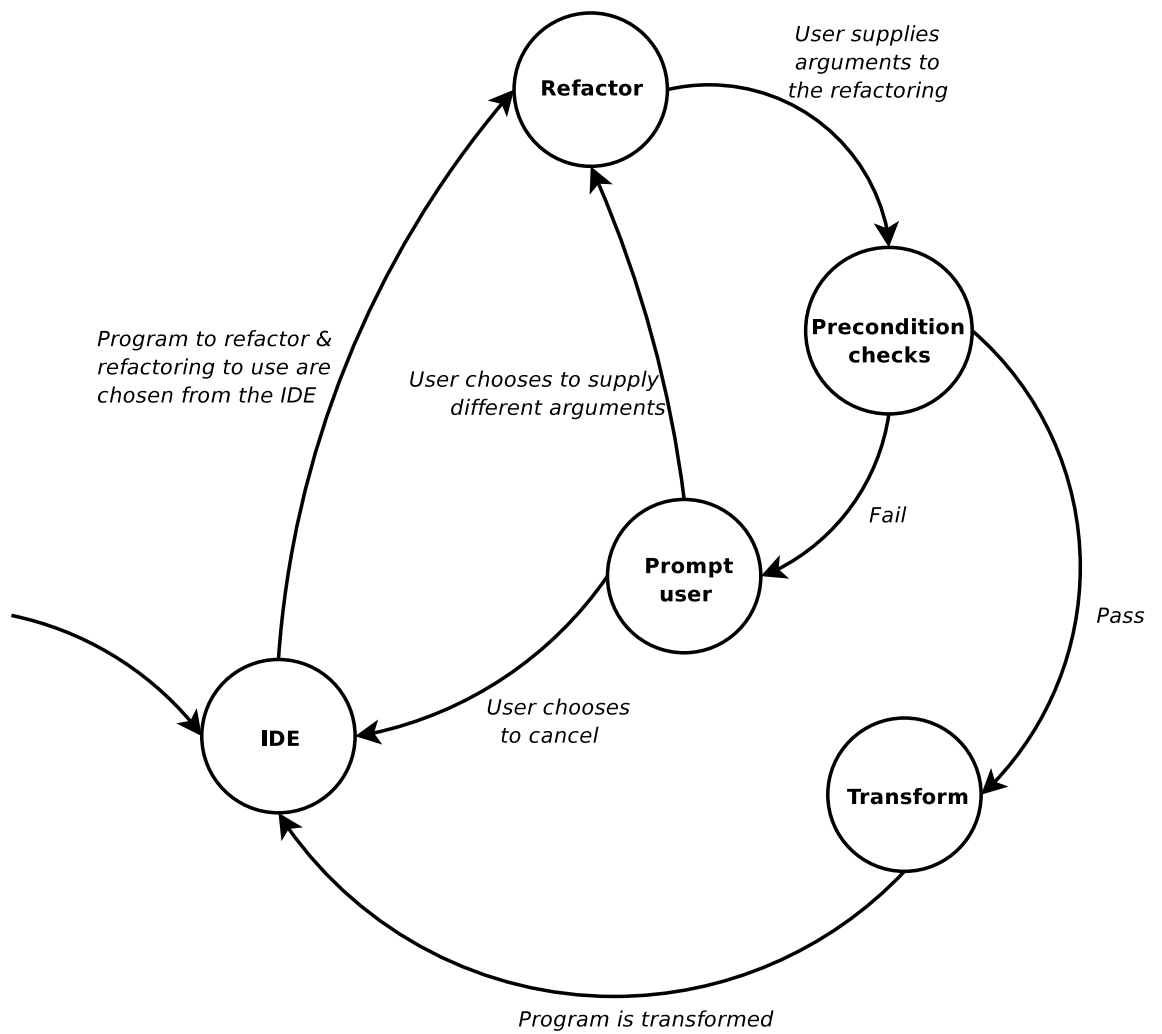 User supplies
arguments to
the refactoring
Refactor
Precondition
checks
Program to refactor &
refactoring to use are
chosen from the IDE
User chooses to supply
different arguments
Fail
Prompt
user
Pass
User chooses
to cancel
IDE
Transform
Program is transformed